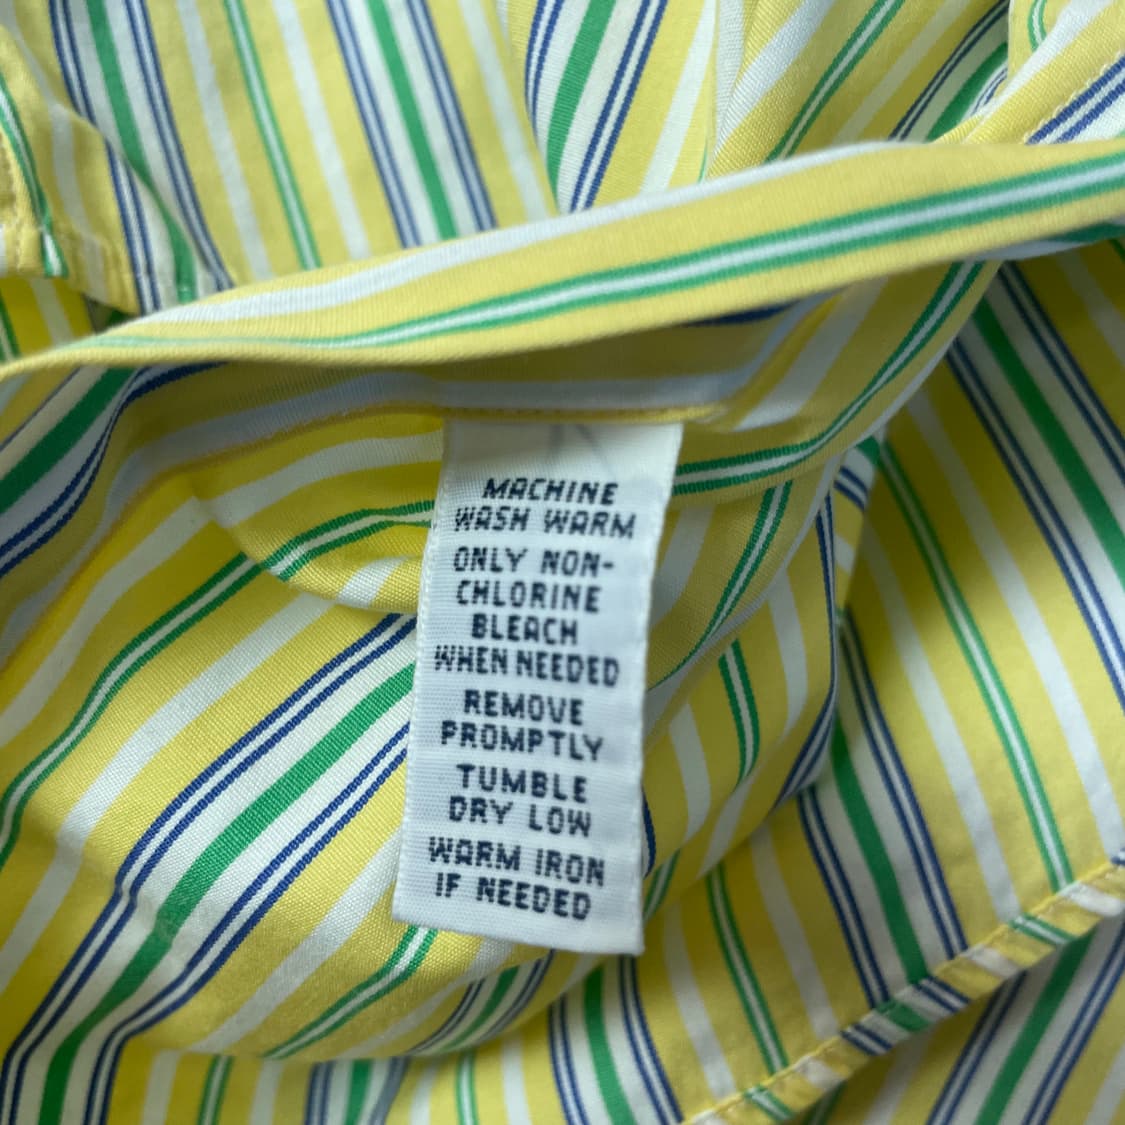 MACHINE
WASH WARM
ONLY NON-
CHLORINE
BLEACH
WHEN NEEDED
REMOVE
PROMPTLY
TUMBLE
DRY LOW
WARM IRON
IF NEEDED